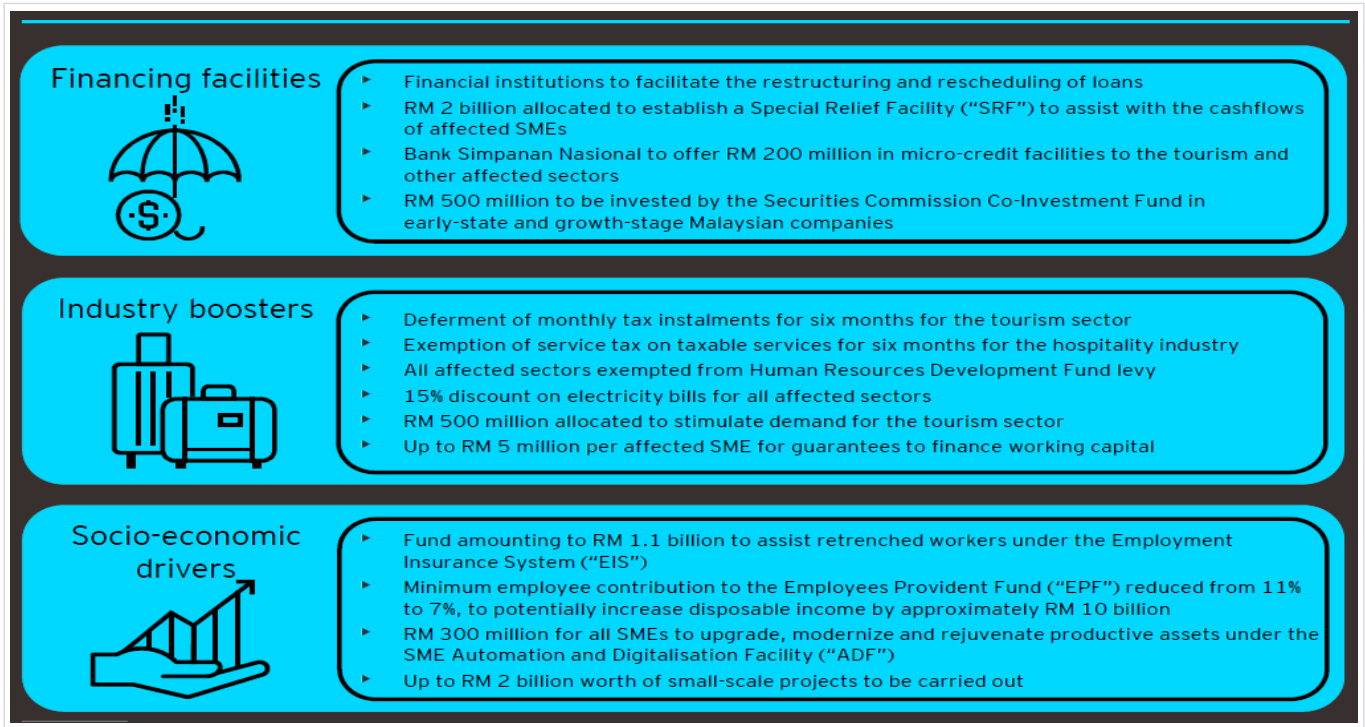 Financing facilities
► Financial institutions to facilitate the restructuring and rescheduling of loans
► RM 2 billion allocated to establish a Special Relief Facility (“SRF”) to assist with the cashflows
of affected SMEs
► Bank Simpanan Nasional to offer RM 200 million in micro-credit facilities to the tourism and
other affected sectors
► RM 500 million to be invested by the Securities Commission Co-Investment Fund in
early-state and growth-stage Malaysian companies
$
Industry boosters
► Deferment of monthly tax instalments for six months for the tourism sector
► Exemption of service tax on taxable services for six months for the hospitality industry
► All affected sectors exempted from Human Resources Development Fund levy
► 15% discount on electricity bills for all affected sectors
► RM 500 million allocated to stimulate demand for the tourism sector
► Up to RM 5 million per affected SME for guarantees to finance working capital
Socio-economic
drivers
► Fund amounting to RM 1.1 billion to assist retrenched workers under the Employment
Insurance System (“EIS”)
► Minimum employee contribution to the Employees Provident Fund (“EPF”) reduced from 11%
to 7%, to potentially increase disposable income by approximately RM 10 billion
► RM 300 million for all SMEs to upgrade, modernize and rejuvenate productive assets under the
SME Automation and Digitalisation Facility (“ADF”)
► Up to RM 2 billion worth of small-scale projects to be carried out